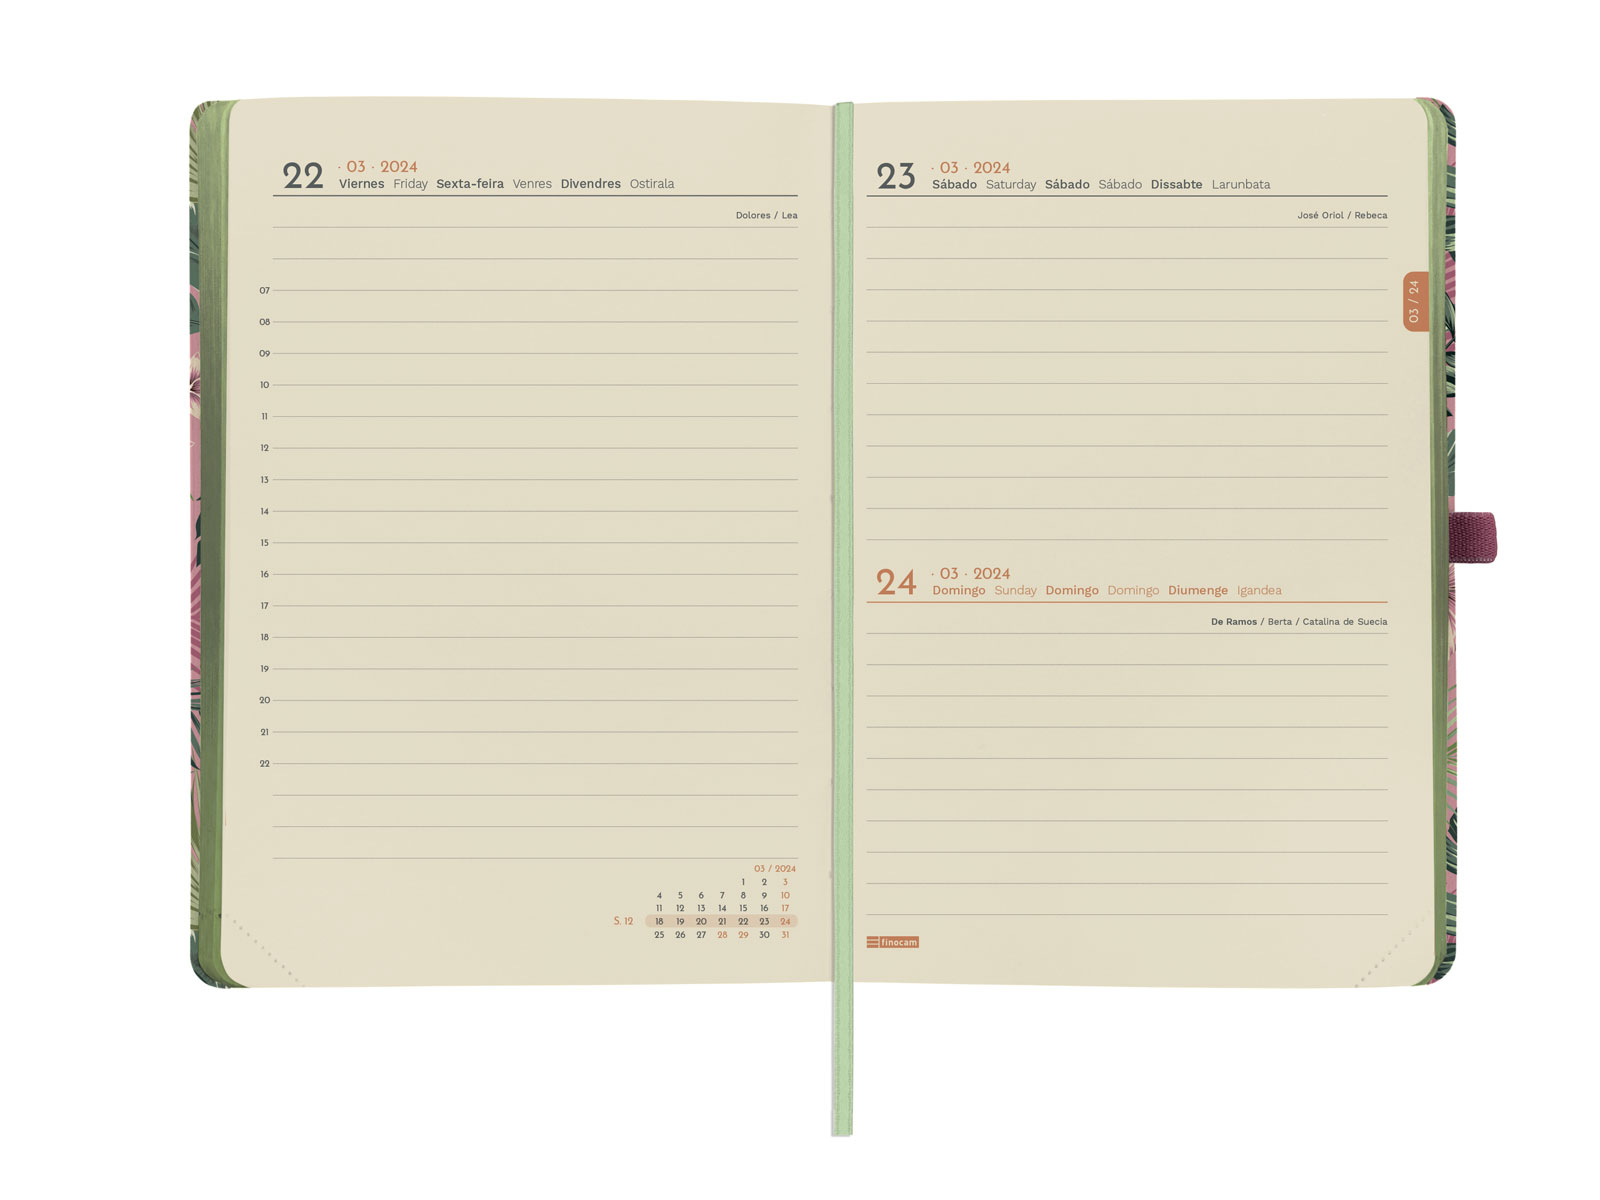 22 · 03 · 2024
Viernes Friday Sexta-feira Venres Divendres Ostirala
Dolores / Lea
07
08
09
10
11
12
13
14
15
16
17
18
19
20
21
22
03 / 2024
1 2 3
4 5 6 7 8 9 10
11 12 13 14 15 16 17
S. 12 18 19 20 21 22 23 24
25 26 27 28 29 30 31
23 · 03 · 2024
Sábado Saturday Sábado Sábado Dissabte Larunbata
José Oriol / Rebeca
03 / 24
24 · 03 · 2024
Domingo Sunday Domingo Domingo Diumenge Igandea
De Ramos / Berta / Catalina de Suecia
finocam